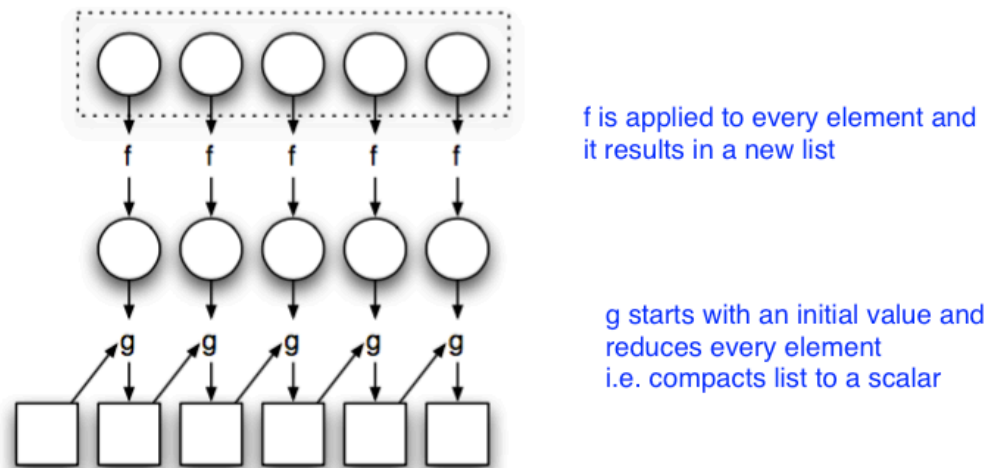 f is applied to every element and
it results in a new list
f f f f f
g starts with an initial value and
reduces every element
i.e. compacts list to a scalar
g g g g g